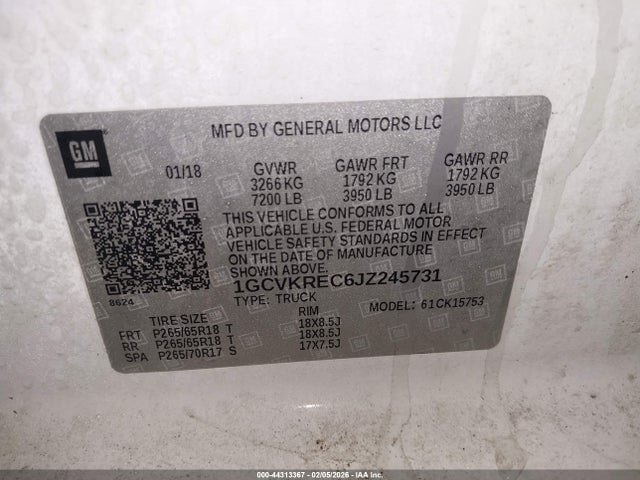 GM
MFD BY GENERAL MOTORS LLC
01/18 GVWR GAWR FRT GAWR RR
3266 KG 1792 KG 1792 KG
7200 LB 3950 LB 3950 LB
THIS VEHICLE CONFORMS TO ALL
APPLICABLE U.S. FEDERAL MOTOR
VEHICLE SAFETY STANDARDS IN EFFECT
ON THE DATE OF MANUFACTURE
SHOWN ABOVE.
8624 1GCVKREC6JZ245731
TYPE: TRUCK MODEL: 61CK15753
TIRE SIZE RIM
FRT P265/65R18 T 18X8.5J
RR P265/65R18 T 18X8.5J
SPA P265/70R17 S 17X7.5J
000-44313367 - 02/05/2026 - IAA Inc.